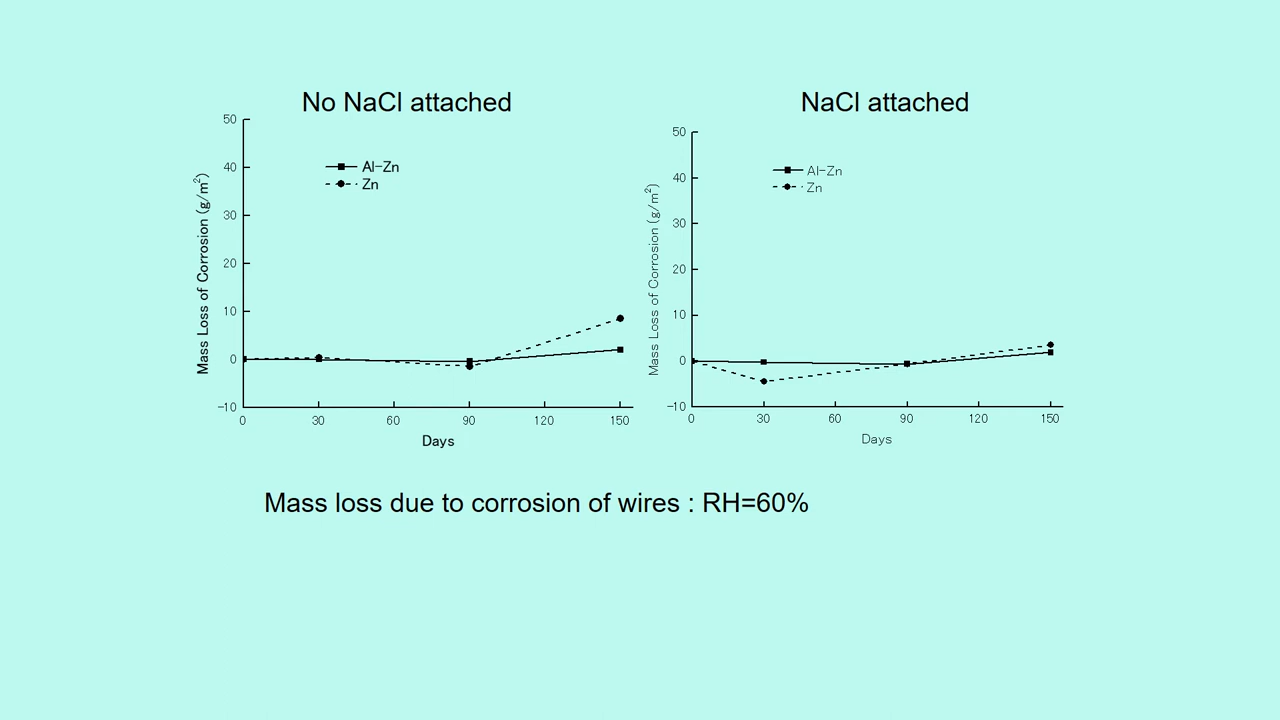 No NaCl attached
50
40
30
20
10
0
-10
Mass Loss of Corrosion (g/m²)
Al-Zn
Zn
0 30 60 90 120 150
Days
NaCl attached
50
40
30
20
10
0
-10
Mass Loss of Corrosion (g/m²)
Al-Zn
Zn
0 30 60 90 120 150
Days
Mass loss due to corrosion of wires : RH=60%